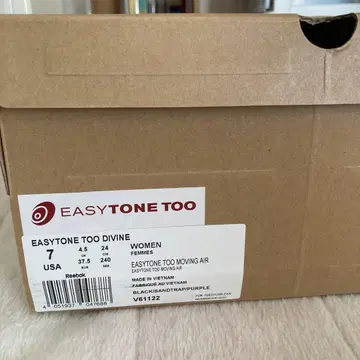 EASYTONE TOO
EASYTONE TOO DIVINE
7 4.5 24
USA 37.5 240
Reebok
WOMEN
FEMMES
EASYTONE TOO MOVING AIR
EASYTONE TOO MOVING AIR
MADE IN VIETNAM
FABRIQUE AU VIETNAM
BLACK/SANDTRAP/PURPLE
V61122